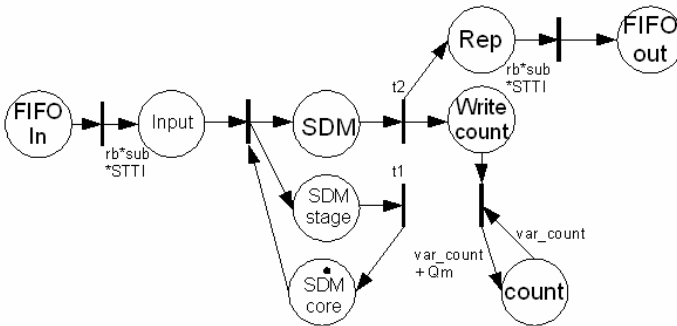 FIFO
In
rb*sub
*STTI
Input
SDM
t2
Rep
rb*sub
*STTI
FIFO
out
Write
count
SDM
stage
t1
SDM
core
var_count
+ Qm
var_count
count